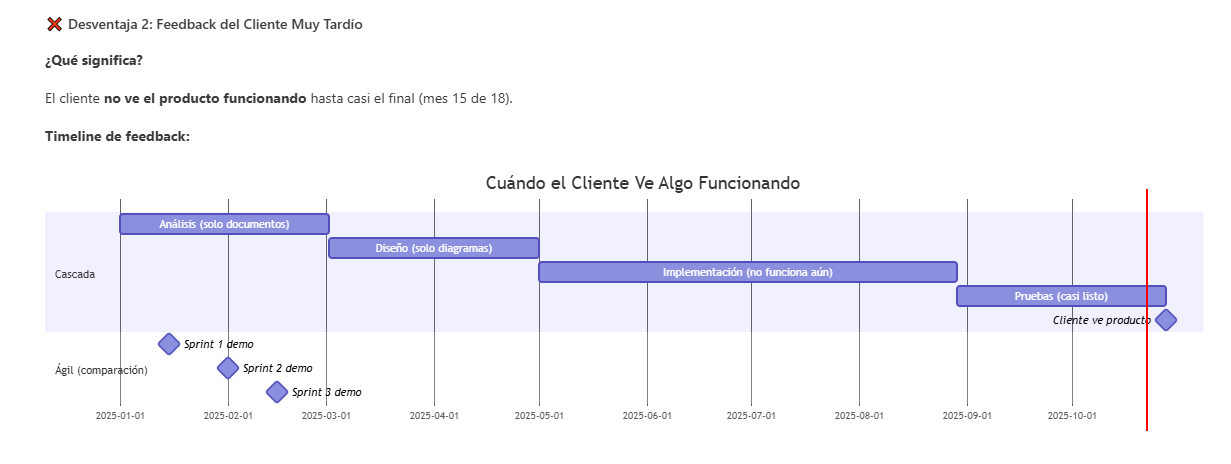 ❌ Desventaja 2: Feedback del Cliente Muy Tardío
¿Qué significa?
El cliente no ve el producto funcionando hasta casi el final (mes 15 de 18).
Timeline de feedback:
Cuándo el Cliente Ve Algo Funcionando
Análisis (solo documentos)
Diseño (solo diagramas)
Cascada
Implementación (no funciona aún)
Pruebas (casi listo)
Cliente ve producto
Sprint 1 demo
Ágil (comparación)
Sprint 2 demo
Sprint 3 demo
2025-01-01 2025-02-01 2025-03-01 2025-04-01 2025-05-01 2025-06-01 2025-07-01 2025-08-01 2025-09-01 2025-10-01